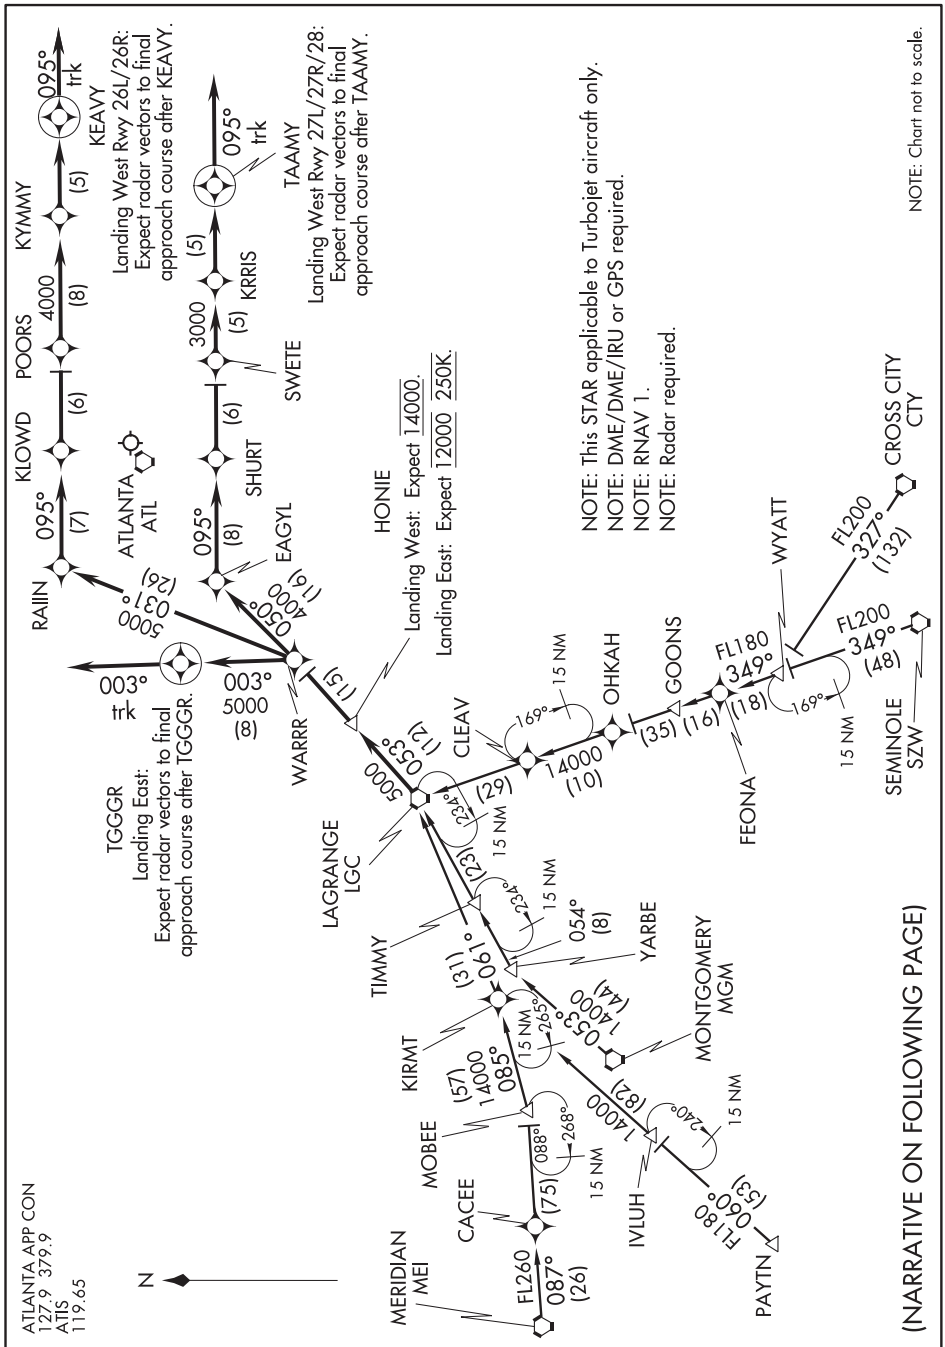 ATLANTA APP CON
127.9 379.9
ATIS
119.65
N
095°
trk
KEAVY
Landing West Rwy 26L/26R:
Expect radar vectors to final
approach course after KEAVY.
(5)
KYMMY
4000
(8)
POORS
(6)
KLOWD
095°
(7)
RAIIN
ATLANTA
ATL
5000
031°
(26)
095°
trk
TAAMY
Landing West Rwy 27L/27R/28:
Expect radar vectors to final
approach course after TAAMY.
(5)
KRRIS
3000
(5)
SWETE
(6)
SHURT
095°
(8)
EAGYL
050°
4000
(16)
003°
trk
TGGGR
Landing East:
Expect radar vectors to final
approach course after TGGGR.
003°
5000
(8)
WARRR
(15)
HONIE
Landing West: Expect 14000.
Landing East: Expect 12000 250K.
5000
053°
(12)
LAGRANGE
LGC
234°
15 NM
(29)
CLEAV
169°
15 NM
14000
(10)
OHKAH
(35)
GOONS
(16)
FEONA
FL180
349°
(18)
WYATT
169°
15 NM
FL200
349°
(48)
SEMINOLE
SZW
FL200
327°
(132)
CROSS CITY
CTY
(23)
TIMMY
234°
15 NM
054°
(8)
YARBE
061°
(31)
KIRMT
265°
15 NM
(57)
14000
085°
MOBEE
088°
268°
15 NM
(75)
CACEE
FL260
087°
(26)
MERIDIAN
MEI
053°
14000
(44)
MONTGOMERY
MGM
14000
(82)
IVLUH
240°
15 NM
FL180
060°
(53)
PAYTN
NOTE: This STAR applicable to Turbojet aircraft only.
NOTE: DME/DME/IRU or GPS required.
NOTE: RNAV 1.
NOTE: Radar required.
NOTE: Chart not to scale.
(NARRATIVE ON FOLLOWING PAGE)